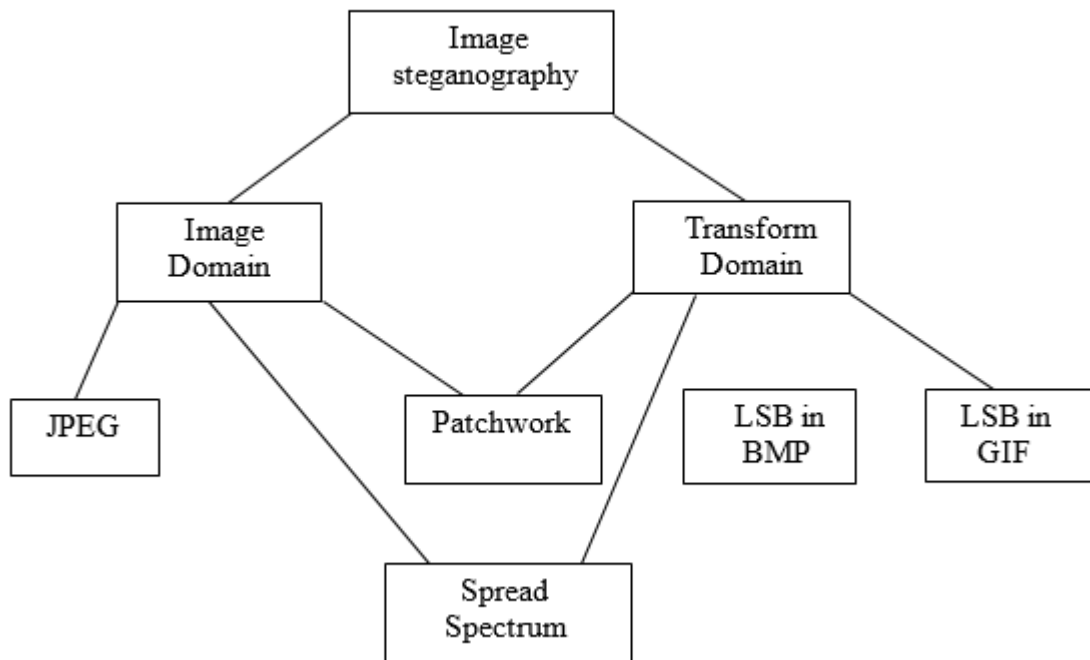 Image
steganography
Image
Domain
Transform
Domain
JPEG
Patchwork
LSB in
BMP
LSB in
GIF
Spread
Spectrum